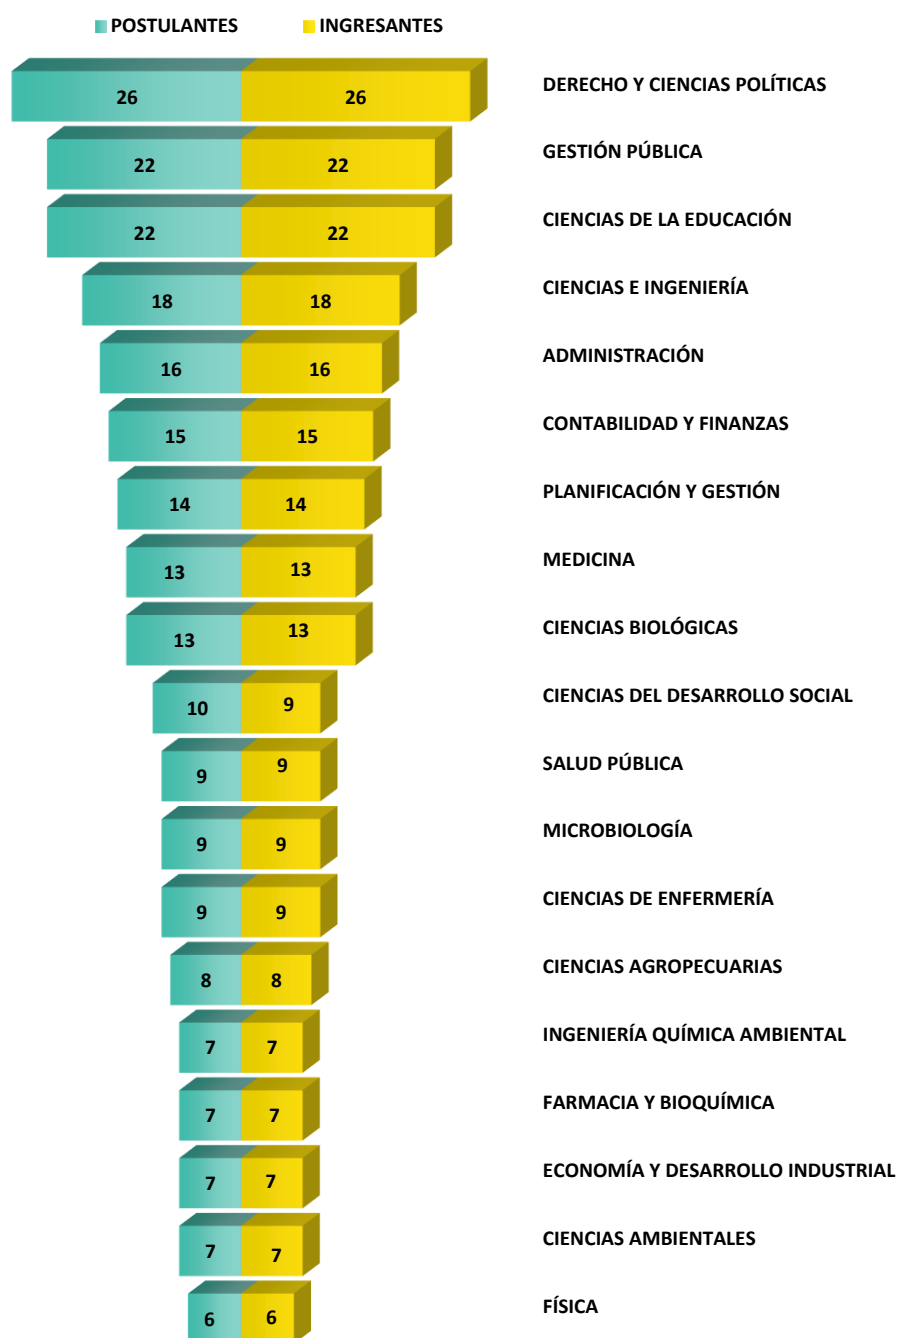 POSTULANTES INGRESANTES
26 26 DERECHO Y CIENCIAS POLÍTICAS
22 22 GESTIÓN PÚBLICA
22 22 CIENCIAS DE LA EDUCACIÓN
18 18 CIENCIAS E INGENIERÍA
16 16 ADMINISTRACIÓN
15 15 CONTABILIDAD Y FINANZAS
14 14 PLANIFICACIÓN Y GESTIÓN
13 13 MEDICINA
13 13 CIENCIAS BIOLÓGICAS
10 9 CIENCIAS DEL DESARROLLO SOCIAL
9 9 SALUD PÚBLICA
9 9 MICROBIOLOGÍA
9 9 CIENCIAS DE ENFERMERÍA
8 8 CIENCIAS AGROPECUARIAS
7 7 INGENIERÍA QUÍMICA AMBIENTAL
7 7 FARMACIA Y BIOQUÍMICA
7 7 ECONOMÍA Y DESARROLLO INDUSTRIAL
7 7 CIENCIAS AMBIENTALES
6 6 FÍSICA